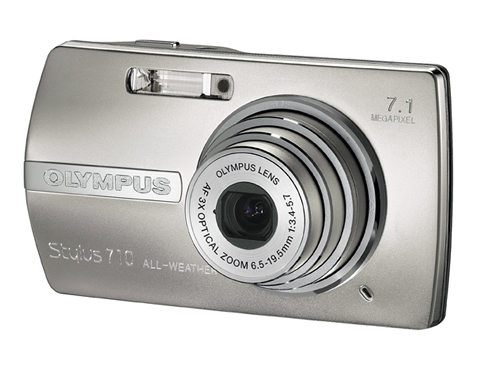 7.1
MEGAPIXEL
OLYMPUS LENS
AF 3X OPTICAL ZOOM 6.5-19.5mm 1:3.4-5.7
OLYMPUS
Stylus 710 ALL-WEATHER